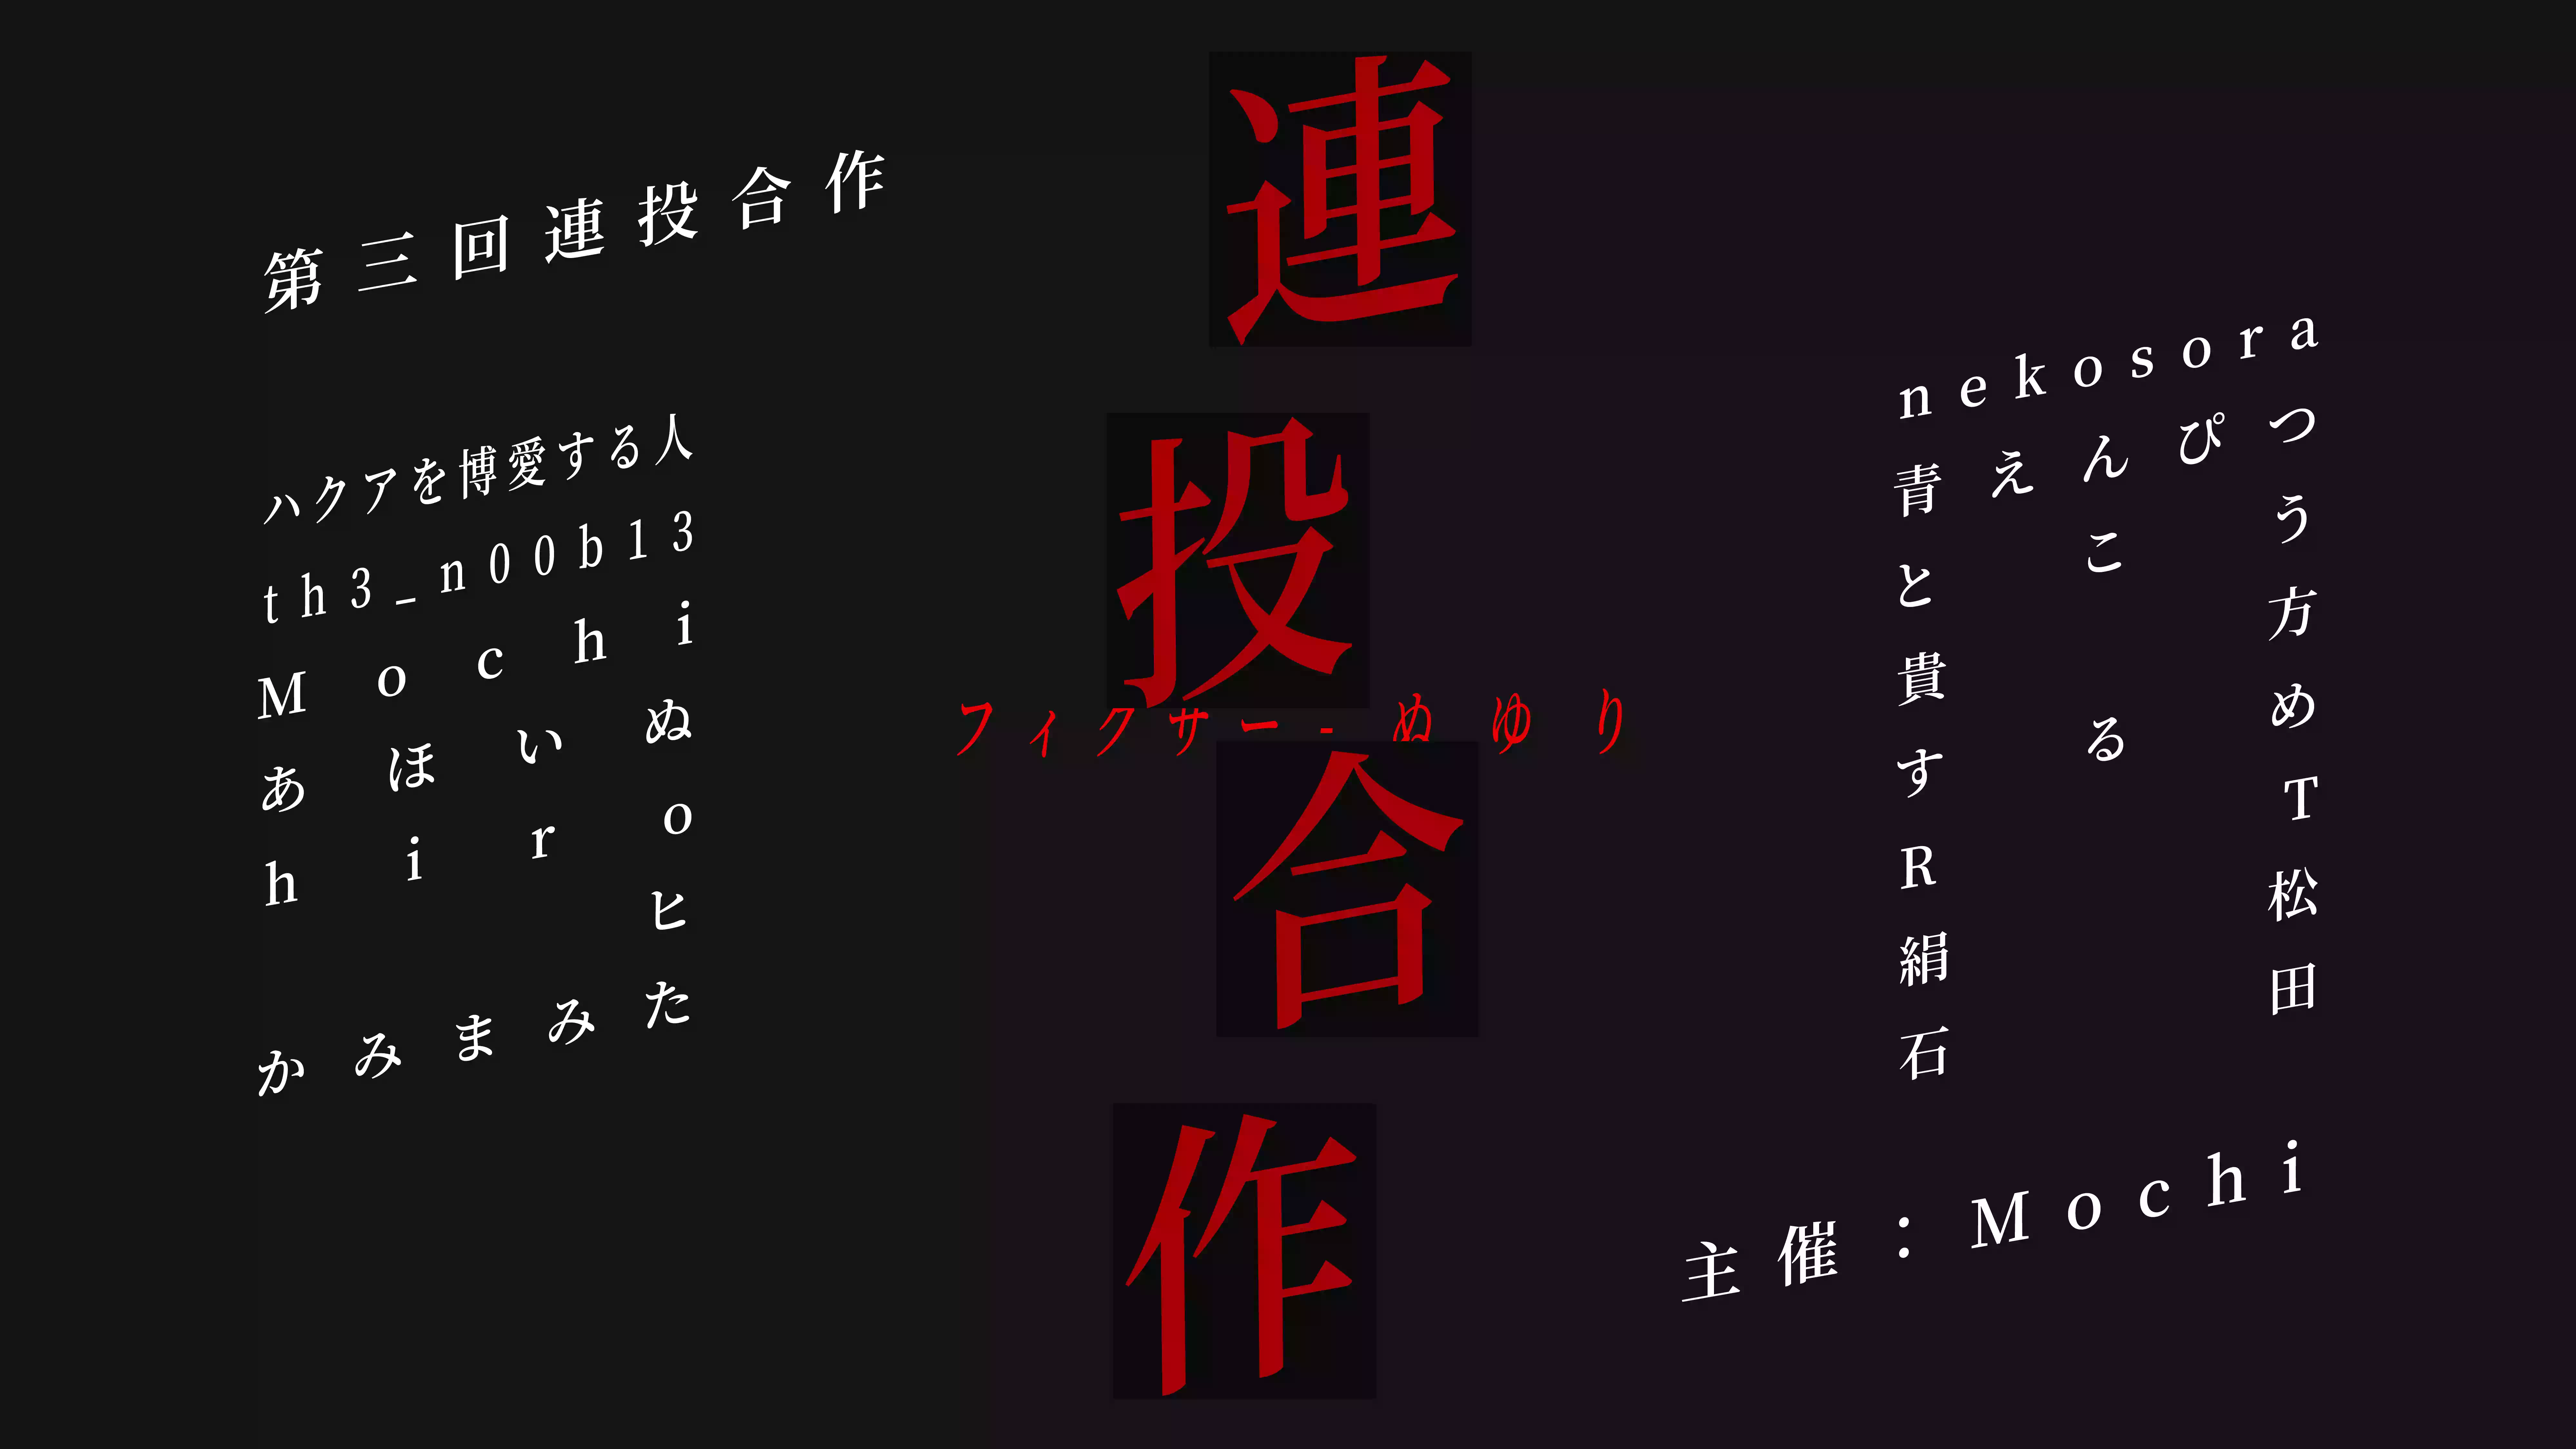 第三回連投合作
ハクアを博愛する人
th3_n00b13
Mochi
あほいぬ
hiro
ヒ
かみまみた
連投合作
フィクサー-ぬゆり
nekosora
青えんぴつ
とこう
貴方
するめ
RT
絹松
石田
主催：Mochi